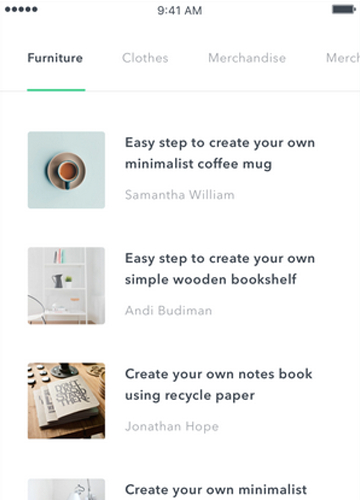 9:41 AM
Furniture Clothes Merchandise Merch
Easy step to create your own
minimalist coffee mug
Samantha William
Easy step to create your own
simple wooden bookshelf
Andi Budiman
Create your own notes book
using recycle paper
Jonathan Hope
Create your own minimalist